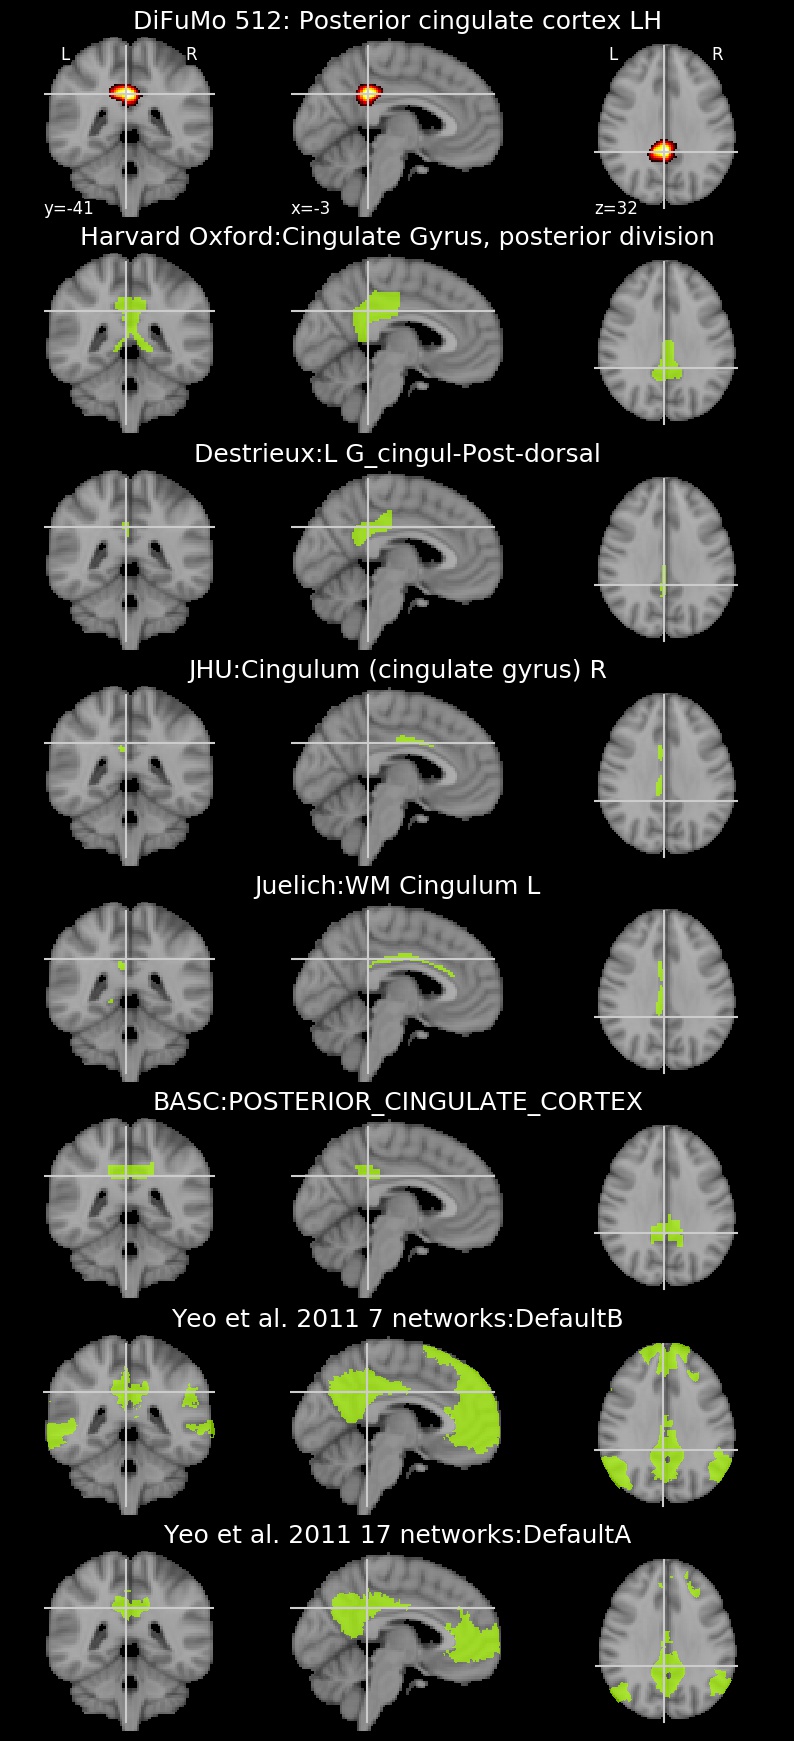 DiFuMo 512: Posterior cingulate cortex LH
L R L R
y=-41 x=-3 z=32
Harvard Oxford:Cingulate Gyrus, posterior division
Destrieux:L G_cingul-Post-dorsal
JHU:Cingulum (cingulate gyrus) R
Juelich:WM Cingulum L
BASC:POSTERIOR_CINGULATE_CORTEX
Yeo et al. 2011 7 networks:DefaultB
Yeo et al. 2011 17 networks:DefaultA